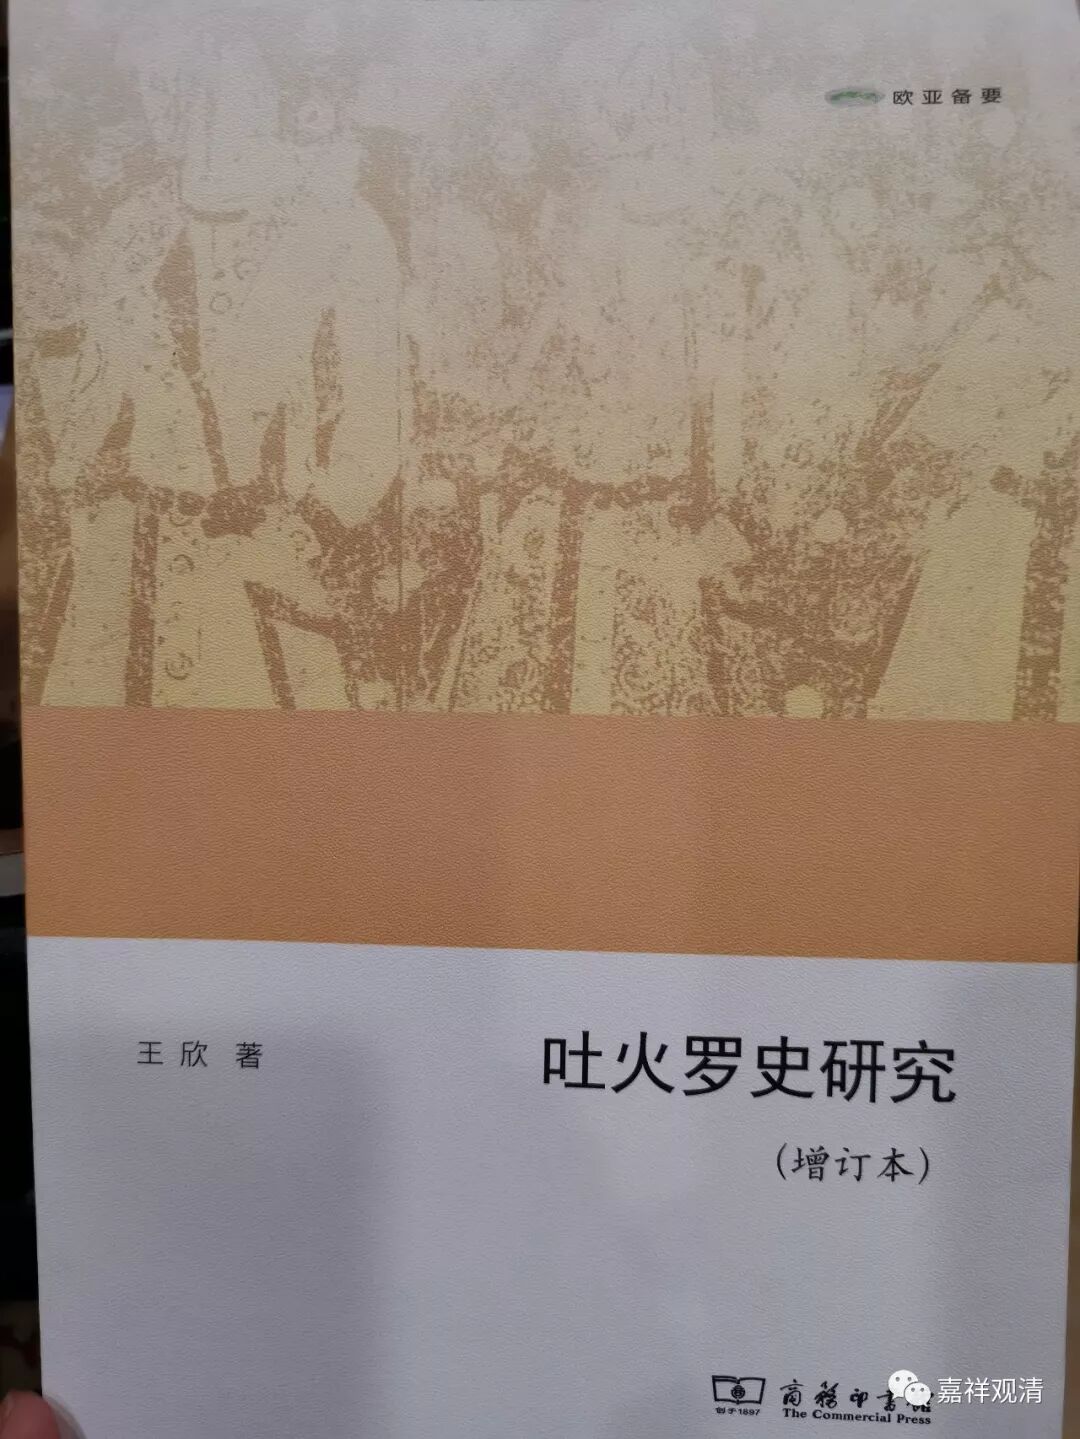 欧亚备要
王欣 著
吐火罗史研究
(增订本)
创于1897
商务印书馆
The Commercial Press
嘉祥观清